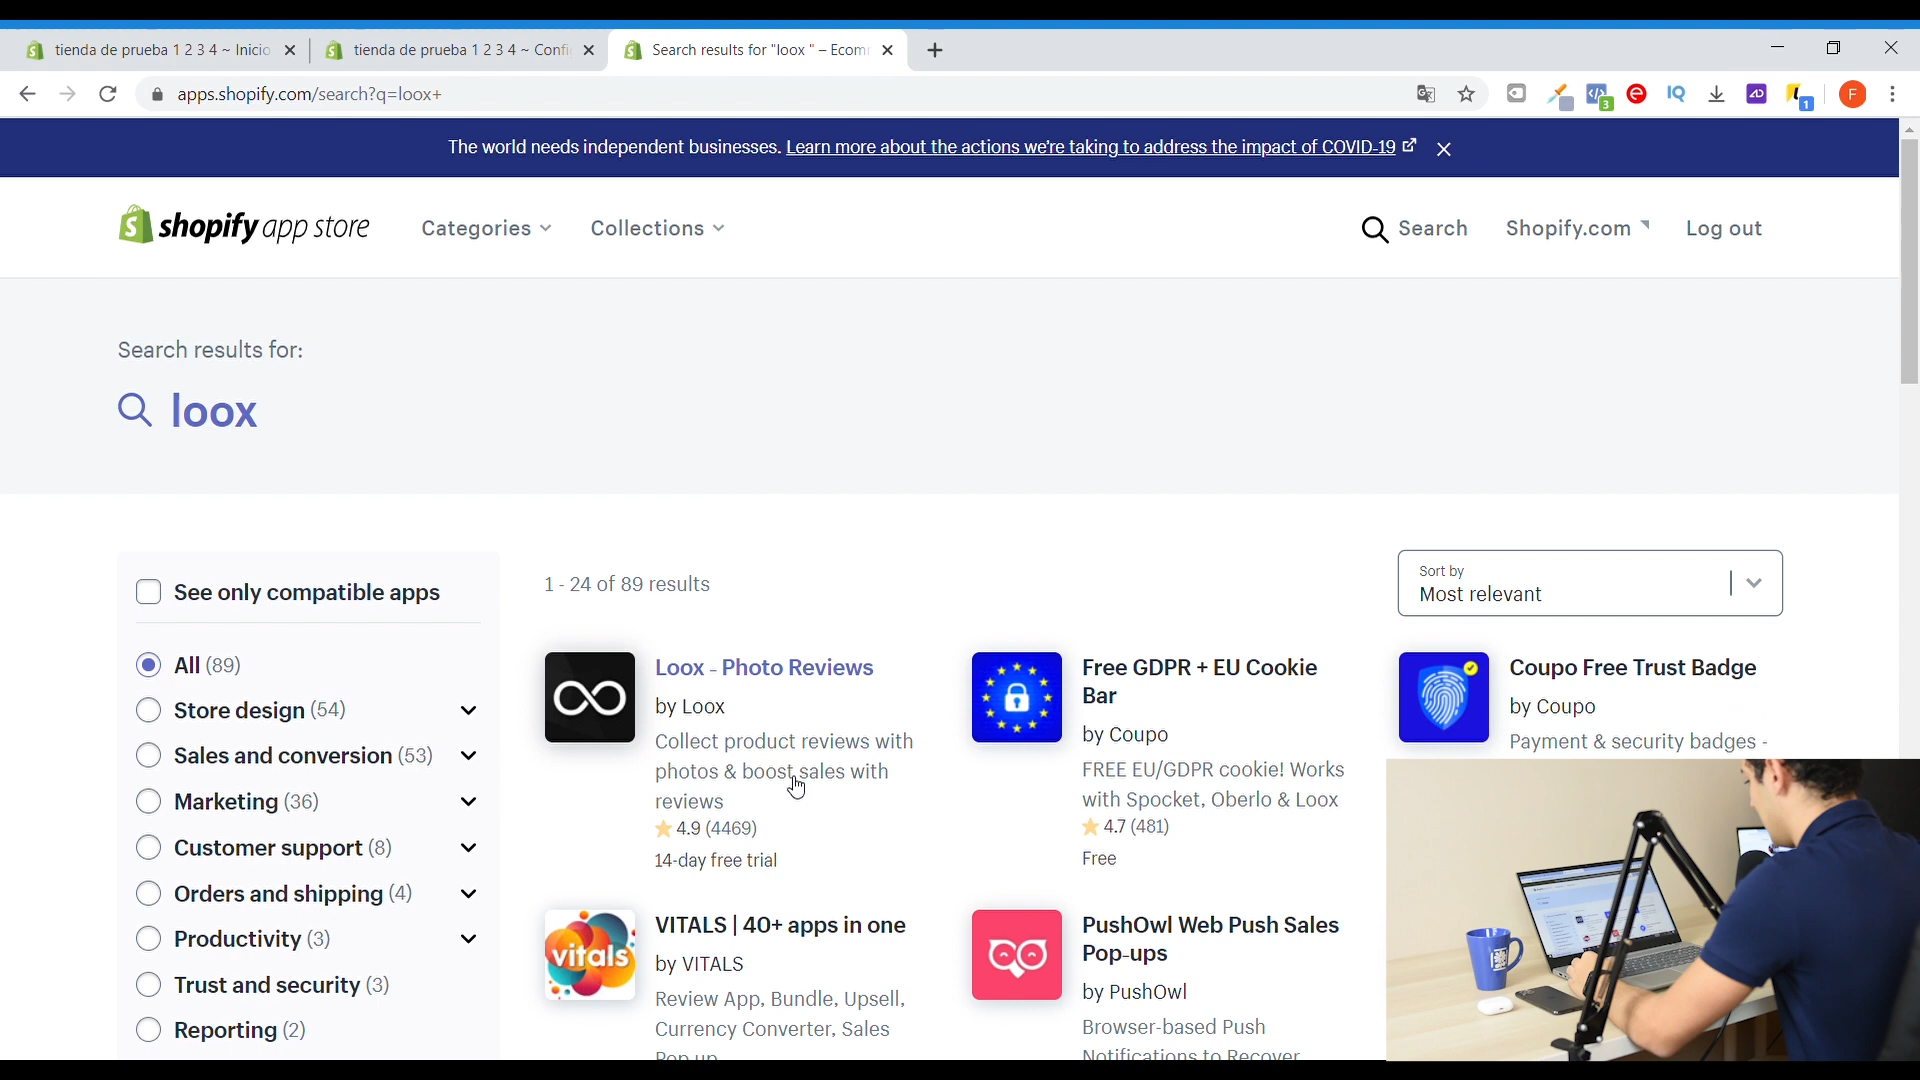 tienda de prueba 1 2 3 4 ~ Inicio
tienda de prueba 1 2 3 4 ~ Confi
Search results for "loox " – Ecom
apps.shopify.com/search?q=loox+
3
IQ
1
F
The world needs independent businesses. Learn more about the actions we're taking to address the impact of COVID-19
shopify app store
Categories
Collections
Search
Shopify.com
Log out
Search results for:
loox
See only compatible apps
All (89)
Store design (54)
Sales and conversion (53)
Marketing (36)
Customer support (8)
Orders and shipping (4)
Productivity (3)
Trust and security (3)
Reporting (2)
1 - 24 of 89 results
Sort by
Most relevant
Loox - Photo Reviews
by Loox
Collect product reviews with
photos & boost sales with
reviews
4.9 (4469)
14-day free trial
Free GDPR + EU Cookie
Bar
by Coupo
FREE EU/GDPR cookie! Works
with Spocket, Oberlo & Loox
4.7 (481)
Free
Coupo Free Trust Badge
by Coupo
Payment & security badges -
vitals
VITALS | 40+ apps in one
by VITALS
Review App, Bundle, Upsell,
Currency Converter, Sales
Pop up
PushOwl Web Push Sales
Pop-ups
by PushOwl
Browser-based Push
Notifications to Recover